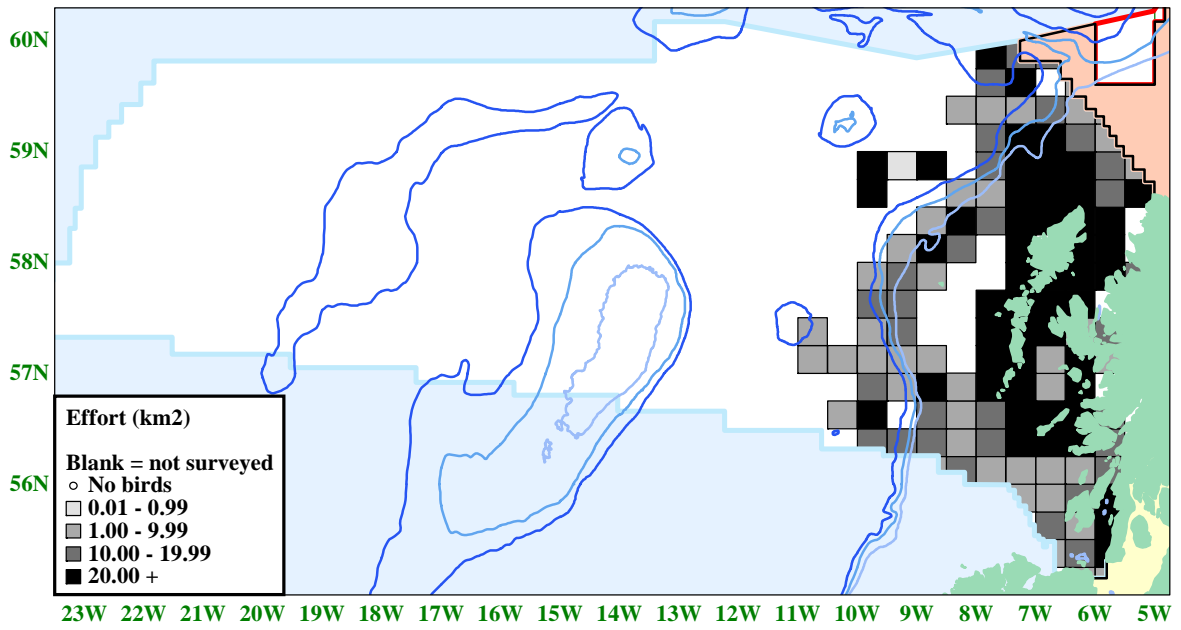 60N
59N
58N
57N
56N
Effort (km2)
Blank = not surveyed
No birds
0.01 - 0.99
1.00 - 9.99
10.00 - 19.99
20.00 +
23W 22W 21W 20W 19W 18W 17W 16W 15W 14W 13W 12W 11W 10W 9W 8W 7W 6W 5W